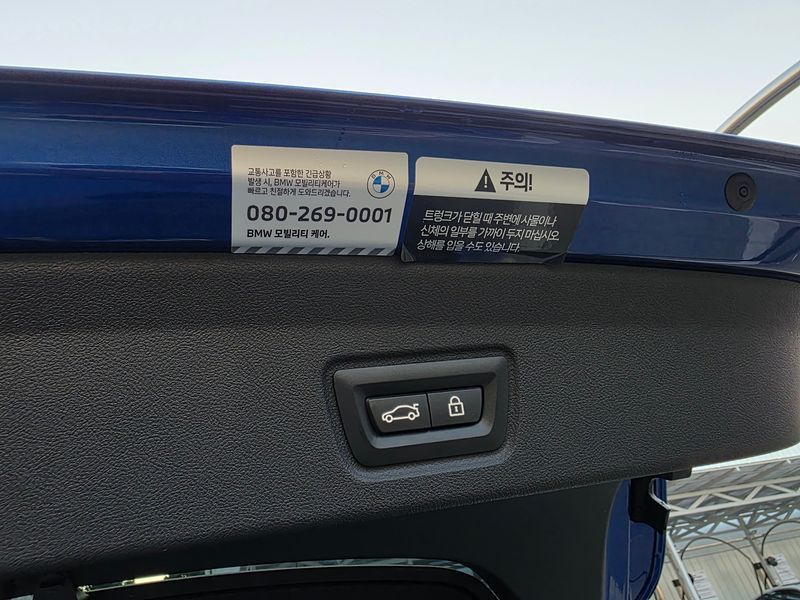 교통사고를 포함한 긴급상황
발생 시, BMW 모빌리티케어가
빠르고 친절하게 도와드리겠습니다.
BMW
080-269-0001
BMW 모빌리티 케어.
주의!
트렁크가 닫힐 때 주변에 사물이나
신체의 일부를 가까이 두지 마십시오.
상해를 입을 수도 있습니다.